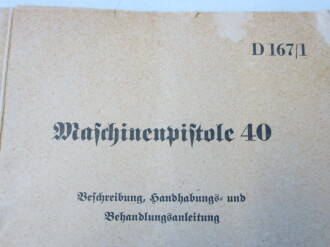 D 167/1
Maschinenpistole 40
Beschreibung, Handhabungs- und
Behandlungsanleitung